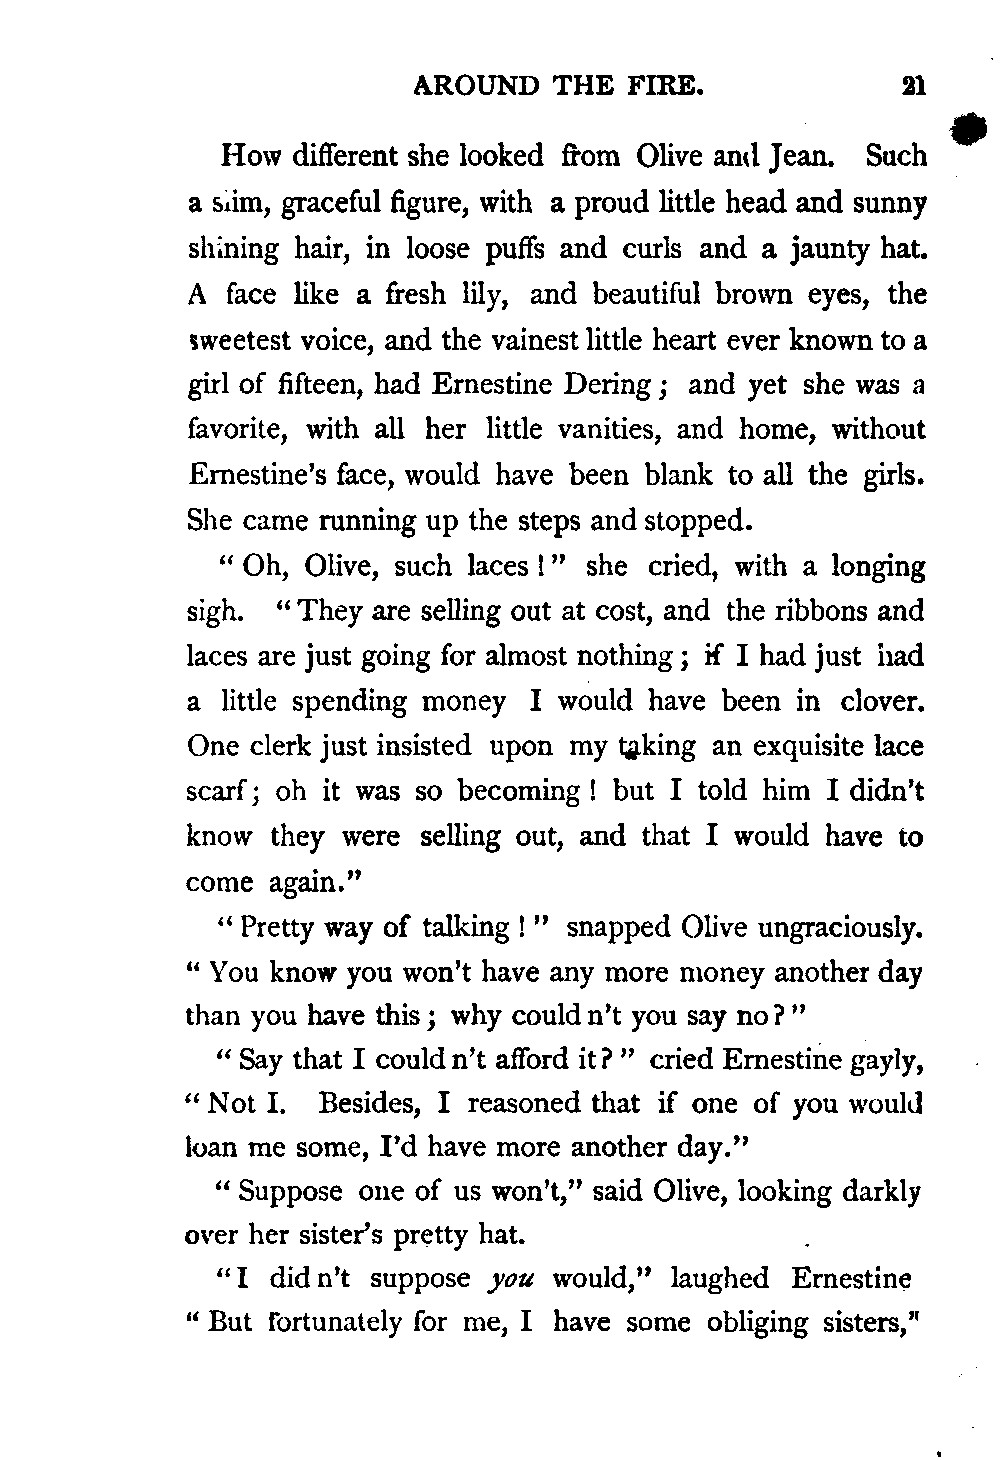 AROUND THE FIRE. 21
How different she looked from Olive and Jean. Such
a slim, graceful figure, with a proud little head and sunny
shining hair, in loose puffs and curls and a jaunty hat.
A face like a fresh lily, and beautiful brown eyes, the
sweetest voice, and the vainest little heart ever known to a
girl of fifteen, had Ernestine Dering; and yet she was a
favorite, with all her little vanities, and home, without
Ernestine's face, would have been blank to all the girls.
She came running up the steps and stopped.
"Oh, Olive, such laces!" she cried, with a longing
sigh. "They are selling out at cost, and the ribbons and
laces are just going for almost nothing; if I had just had
a little spending money I would have been in clover.
One clerk just insisted upon my taking an exquisite lace
scarf; oh it was so becoming! but I told him I didn't
know they were selling out, and that I would have to
come again."
"Pretty way of talking!" snapped Olive ungraciously.
"You know you won't have any more money another day
than you have this; why could n't you say no?"
"Say that I could n't afford it?" cried Ernestine gayly,
"Not I. Besides, I reasoned that if one of you would
loan me some, I'd have more another day."
"Suppose one of us won't," said Olive, looking darkly
over her sister's pretty hat.
"I did n't suppose you would," laughed Ernestine
"But fortunately for me, I have some obliging sisters,"